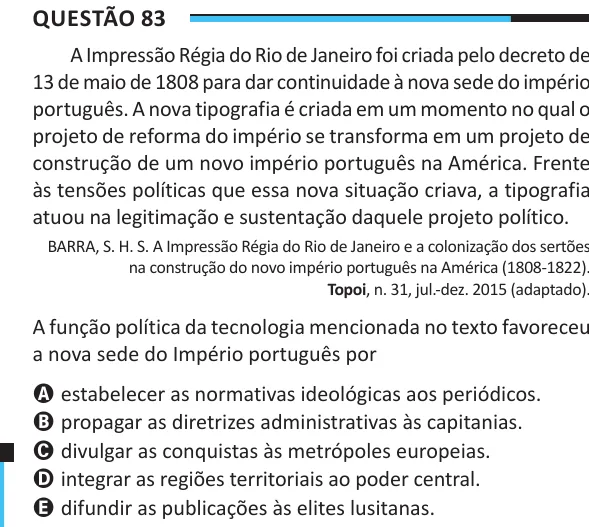 QUESTÃO 83
A Impressão Régia do Rio de Janeiro foi criada pelo decreto de
13 de maio de 1808 para dar continuidade à nova sede do império
português. A nova tipografia é criada em um momento no qual o
projeto de reforma do império se transforma em um projeto de
construção de um novo império português na América. Frente
às tensões políticas que essa nova situação criava, a tipografia
atuou na legitimação e sustentação daquele projeto político.
BARRA, S. H. S. A Impressão Régia do Rio de Janeiro e a colonização dos sertões
na construção do novo império português na América (1808-1822).
Topoi, n. 31, jul.-dez. 2015 (adaptado).
A função política da tecnologia mencionada no texto favoreceu
a nova sede do Império português por
A estabelecer as normativas ideológicas aos periódicos.
B propagar as diretrizes administrativas às capitanias.
C divulgar as conquistas às metrópoles europeias.
D integrar as regiões territoriais ao poder central.
E difundir as publicações às elites lusitanas.